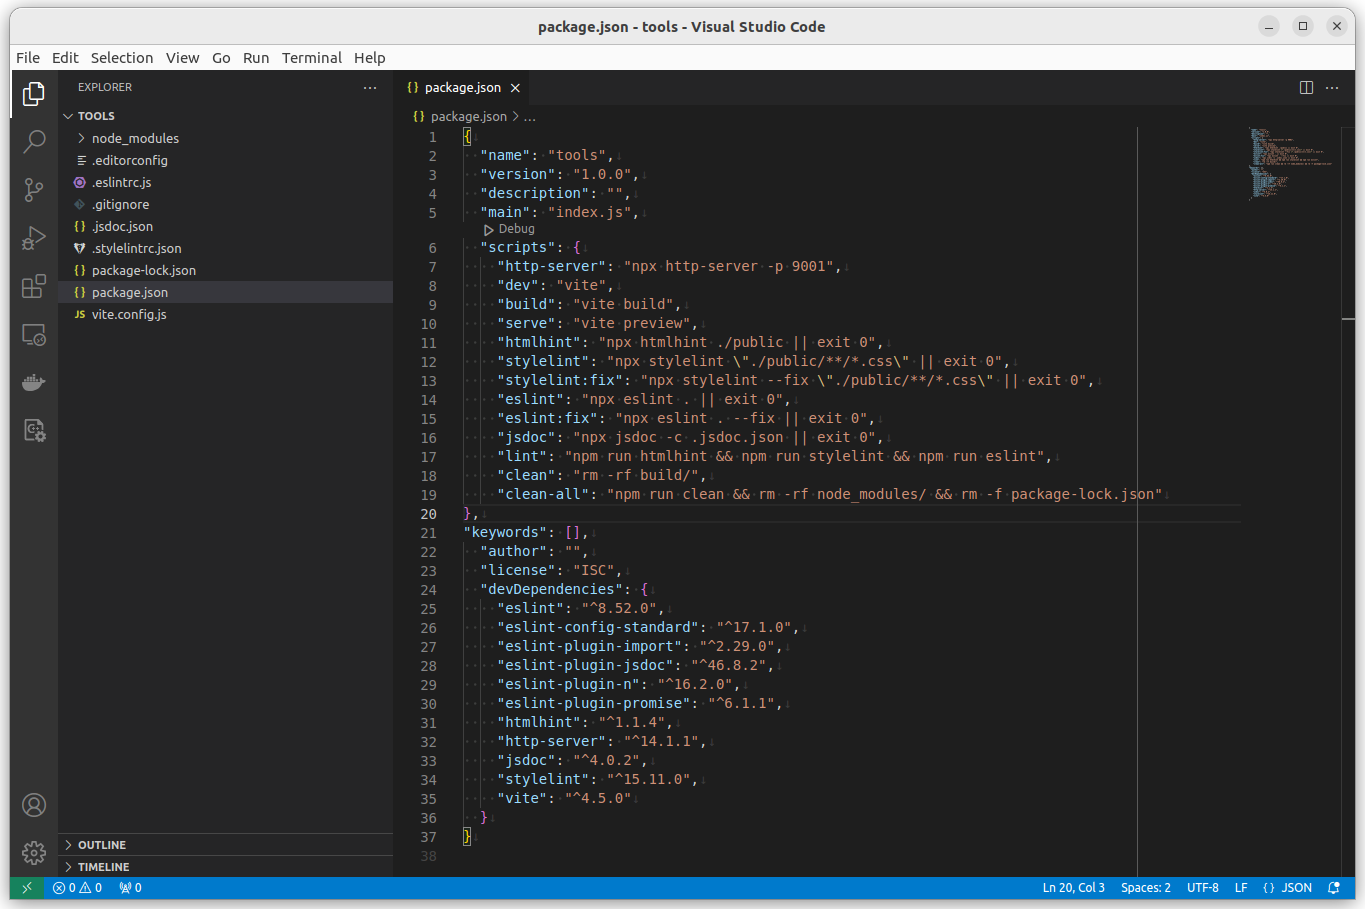 package.json - tools - Visual Studio Code
File Edit Selection View Go Run Terminal Help
EXPLORER
TOOLS
node_modules
.editorconfig
.eslintrc.js
.gitignore
{} .jsdoc.json
.stylelintrc.json
{} package-lock.json
{} package.json
JS vite.config.js
OUTLINE
TIMELINE
{} package.json
{} package.json > ...
1 {
2 "name": "tools",
3 "version": "1.0.0",
4 "description": "",
5 "main": "index.js",
Debug
6 "scripts": {
7 "http-server": "npx http-server -p 9001",
8 "dev": "vite",
9 "build": "vite build",
10 "serve": "vite preview",
11 "htmlhint": "npx htmlhint ./public || exit 0",
12 "stylelint": "npx stylelint \"./public/**/*.css\" || exit 0",
13 "stylelint:fix": "npx stylelint --fix \"./public/**/*.css\" || exit 0",
14 "eslint": "npx eslint . || exit 0",
15 "eslint:fix": "npx eslint . --fix || exit 0",
16 "jsdoc": "npx jsdoc -c .jsdoc.json || exit 0",
17 "lint": "npm run htmlhint && npm run stylelint && npm run eslint",
18 "clean": "rm -rf build/",
19 "clean-all": "npm run clean && rm -rf node_modules/ && rm -f package-lock.json"
20 },
21 "keywords": [],
22 "author": "",
23 "license": "ISC",
24 "devDependencies": {
25 "eslint": "^8.52.0",
26 "eslint-config-standard": "^17.1.0",
27 "eslint-plugin-import": "^2.29.0",
28 "eslint-plugin-jsdoc": "^46.8.2",
29 "eslint-plugin-n": "^16.2.0",
30 "eslint-plugin-promise": "^6.1.1",
31 "htmlhint": "^1.1.4",
32 "http-server": "^14.1.1",
33 "jsdoc": "^4.0.2",
34 "stylelint": "^15.11.0",
35 "vite": "^4.5.0"
36 }
37 }
38
0 0 0 Ln 20, Col 3 Spaces: 2 UTF-8 LF {} JSON